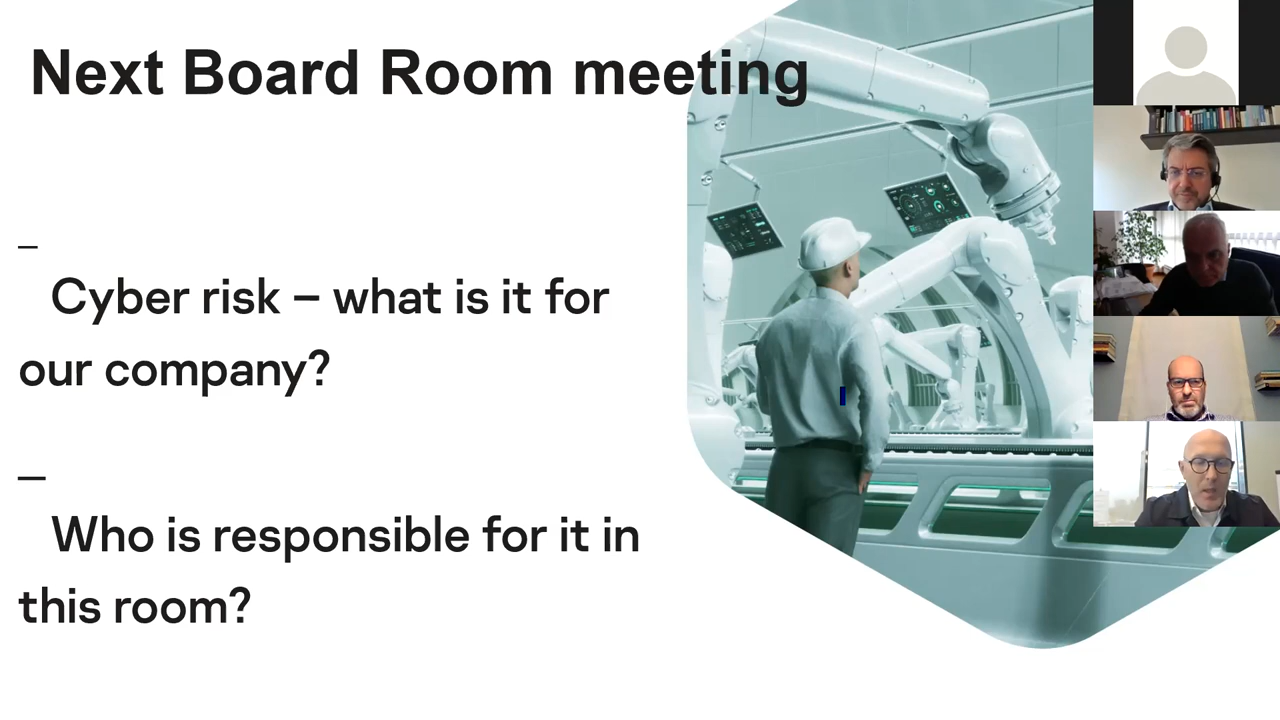 Next Board Room meeting
–
Cyber risk – what is it for
our company?
–
Who is responsible for it in
this room?